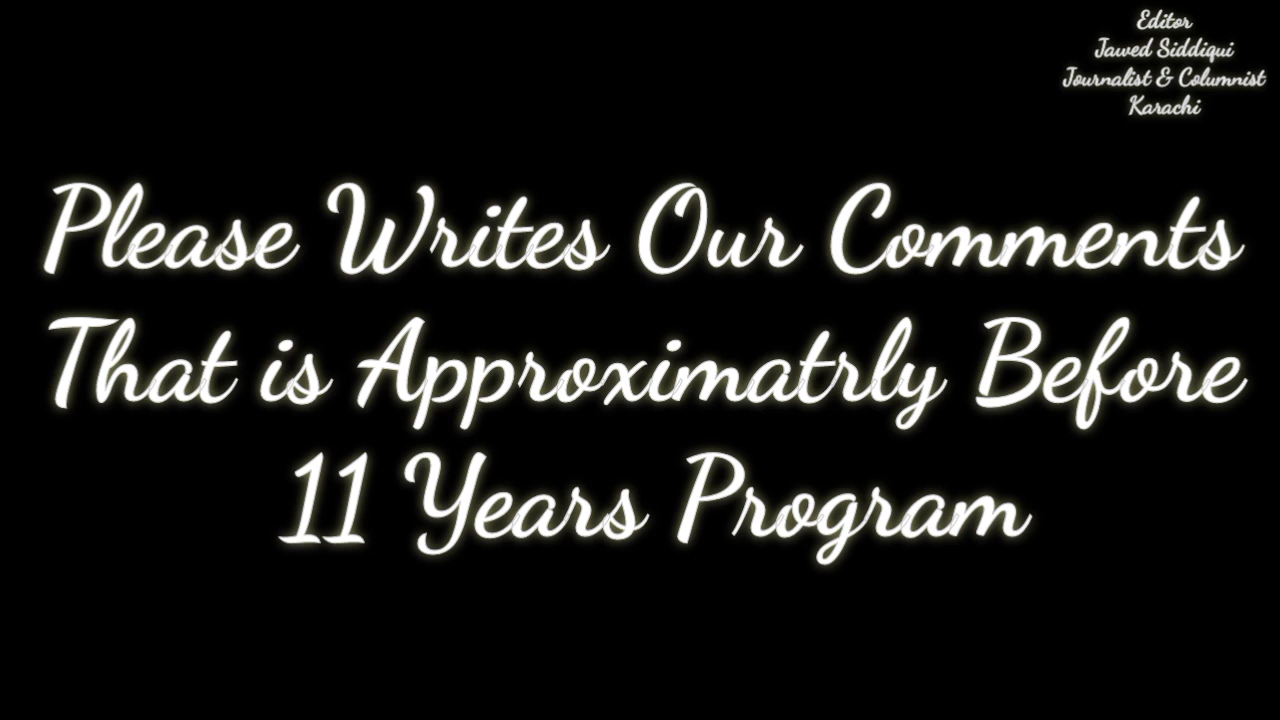 Editor
Jawed Siddiqui
Journalist & Columnist
Karachi
Please Writes Our Comments
That is Approximatrly Before
11 Years Program